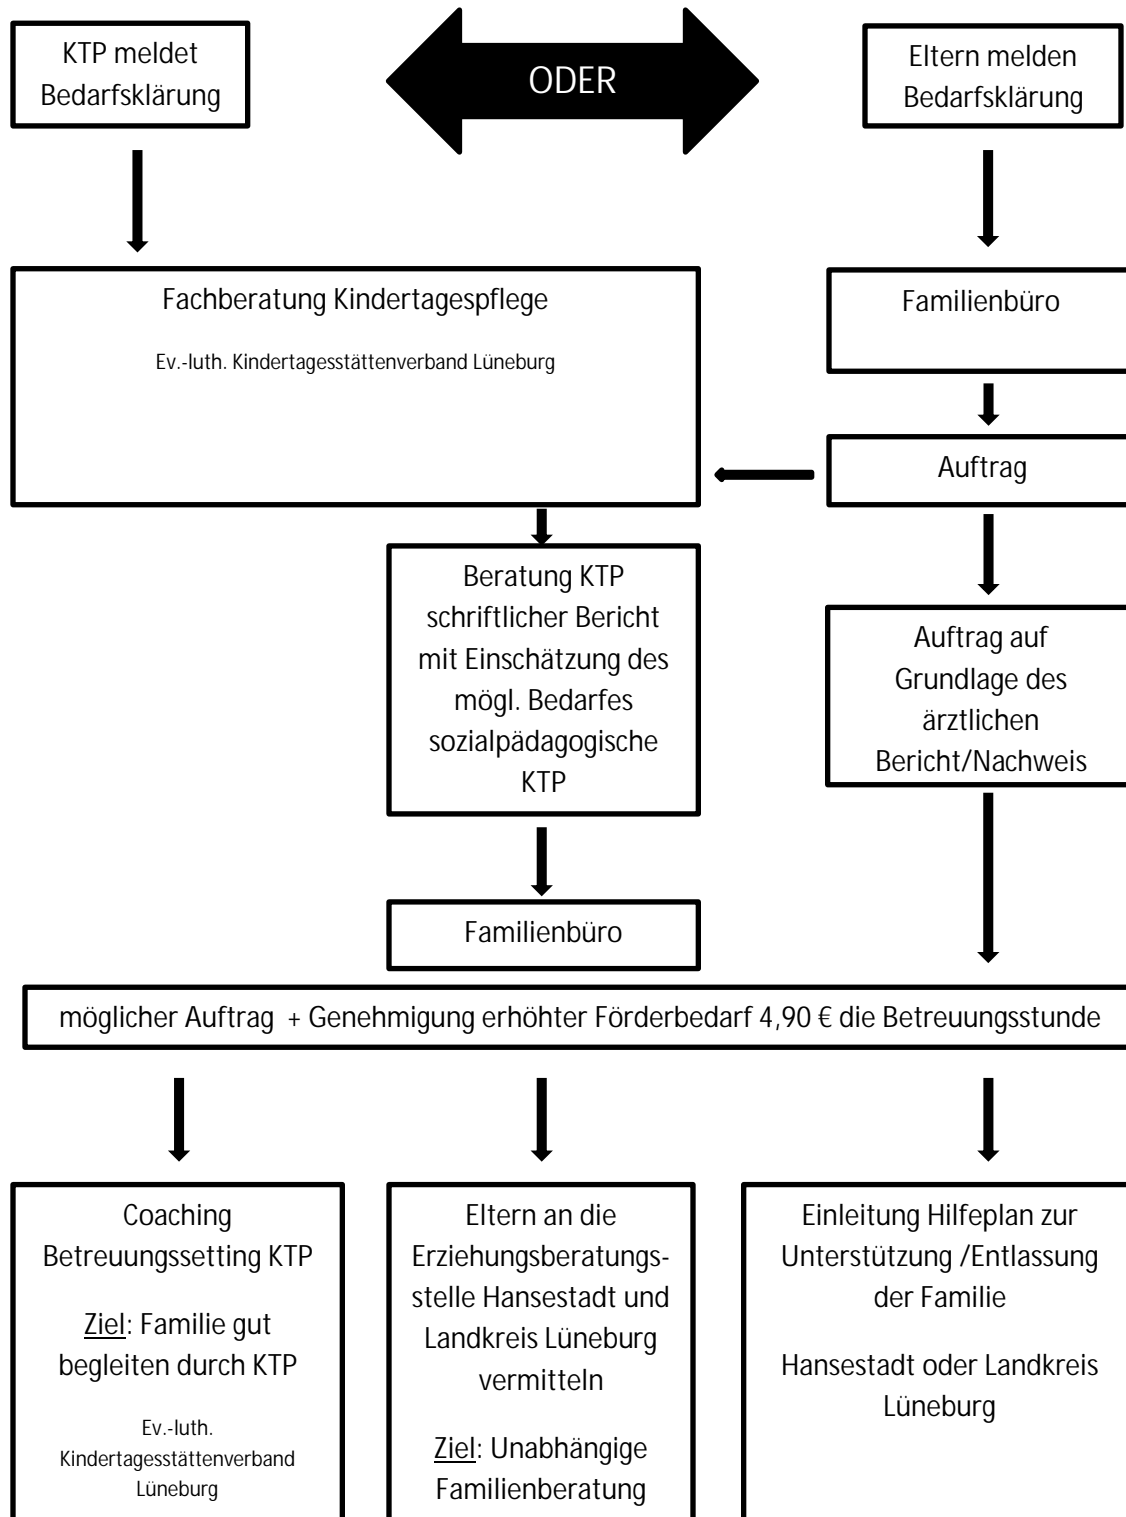 KTP meldet
Bedarfsklärung
ODER
Eltern melden
Bedarfsklärung
Fachberatung Kindertagespflege
Ev.-luth. Kindertagesstättenverband Lüneburg
Familienbüro
Auftrag
Beratung KTP
schriftlicher Bericht
mit Einschätzung des
mögl. Bedarfes
sozialpädagogische
KTP
Auftrag auf
Grundlage des
ärztlichen
Bericht/Nachweis
Familienbüro
möglicher Auftrag + Genehmigung erhöhter Förderbedarf 4,90 € die Betreuungsstunde
Coaching
Betreuungssetting KTP
Ziel: Familie gut
begleiten durch KTP
Ev.-luth.
Kindertagesstättenverband
Lüneburg
Eltern an die
Erziehungsberatungs-
stelle Hansestadt und
Landkreis Lüneburg
vermitteln
Ziel: Unabhängige
Familienberatung
Einleitung Hilfeplan zur
Unterstützung /Entlassung
der Familie
Hansestadt oder Landkreis
Lüneburg